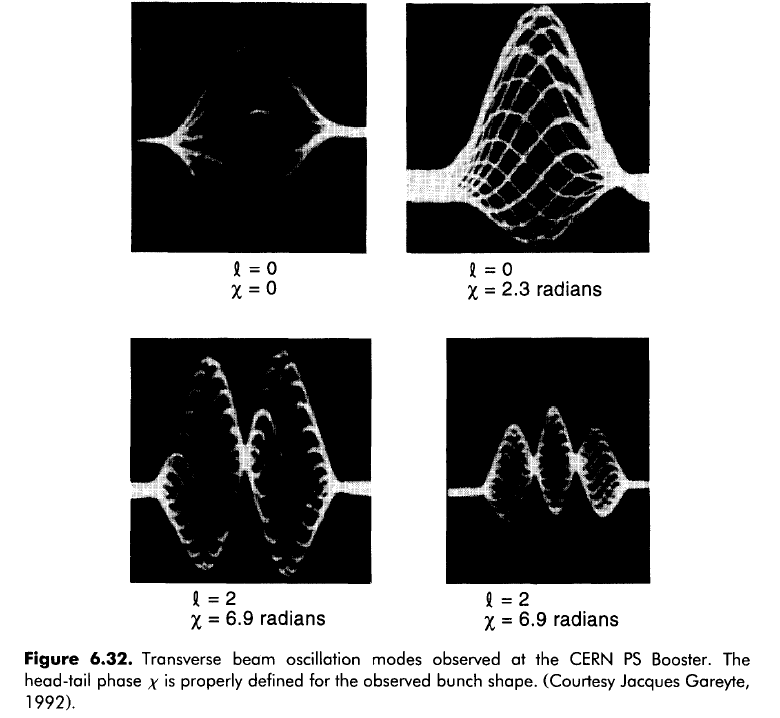 ℓ = 0
χ = 0
ℓ = 0
χ = 2.3 radians
ℓ = 2
χ = 6.9 radians
ℓ = 2
χ = 6.9 radians
Figure 6.32. Transverse beam oscillation modes observed at the CERN PS Booster. The
head-tail phase χ is properly defined for the observed bunch shape. (Courtesy Jacques Gareyte,
1992).